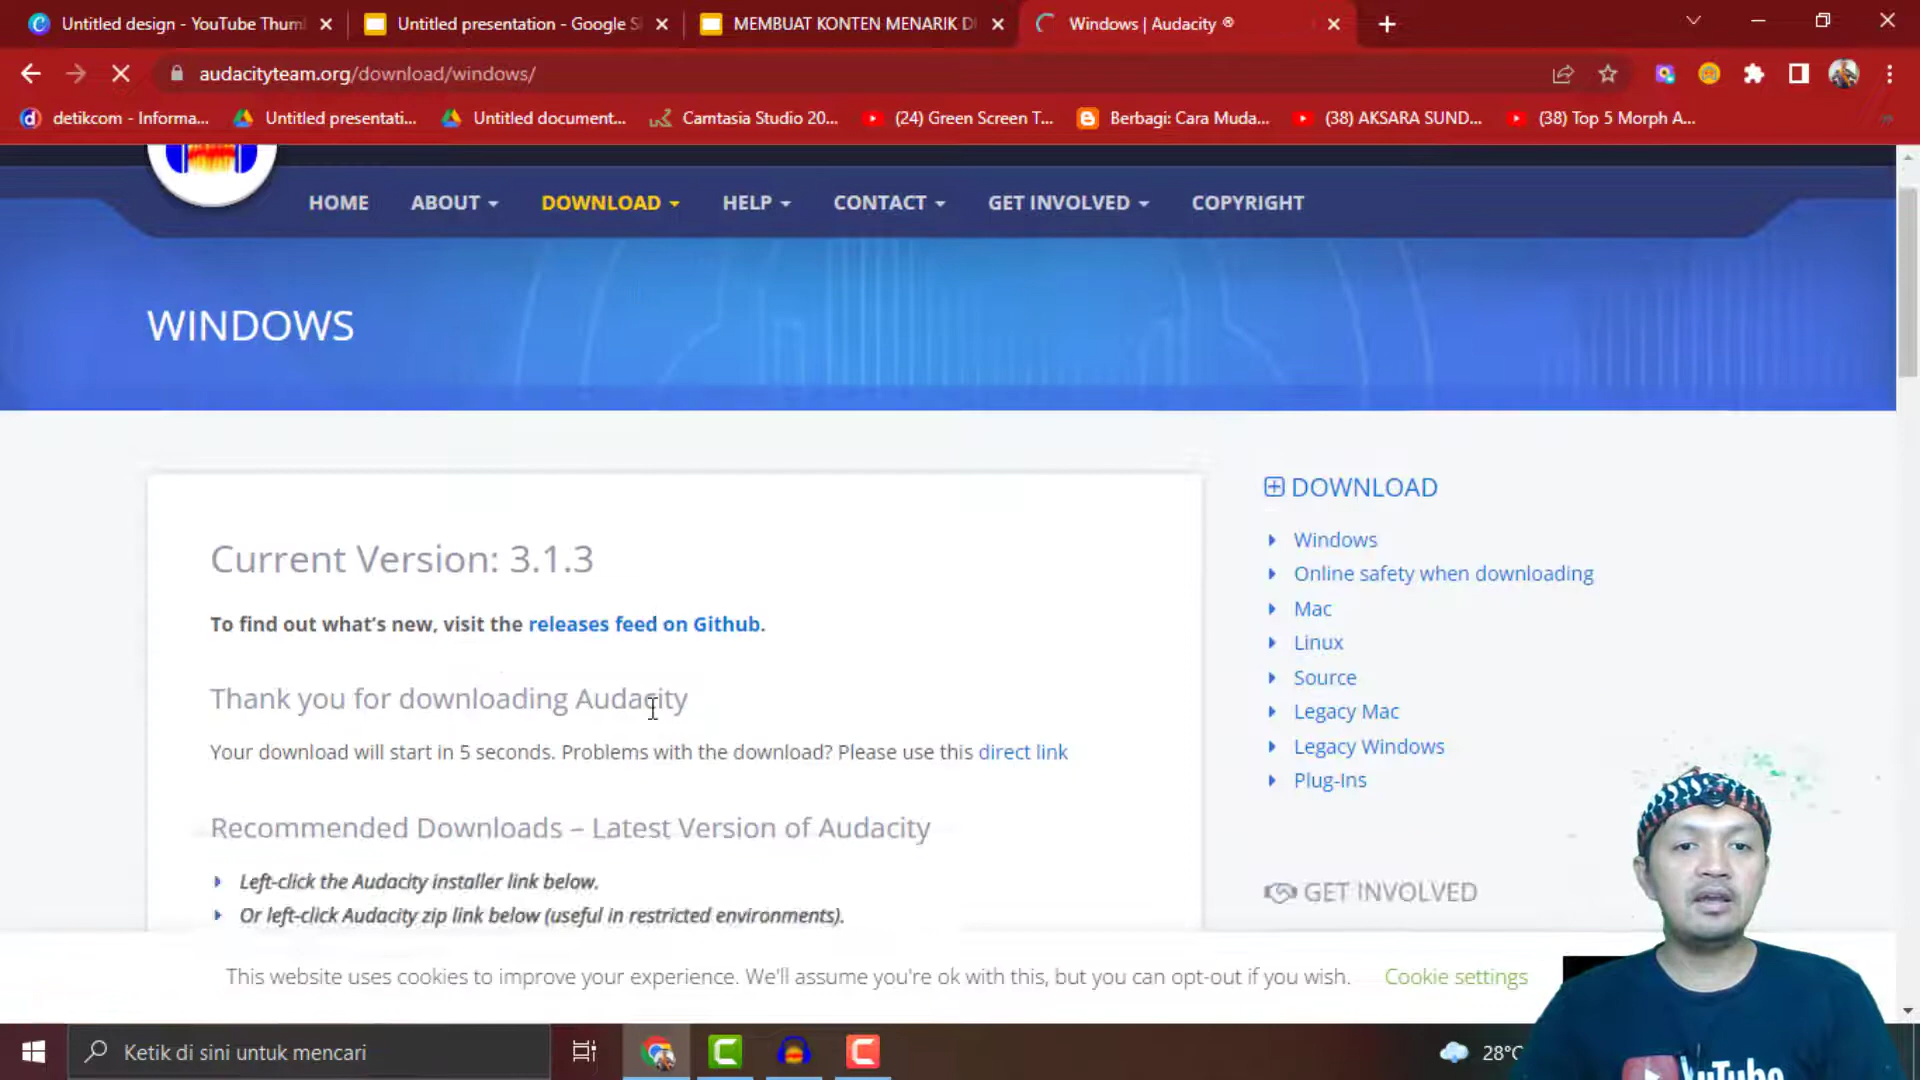 Untitled design - YouTube Thum
Untitled presentation - Google S
MEMBUAT KONTEN MENARIK D
Windows | Audacity ®
audacityteam.org/download/windows/
detikcom - Informa...
Untitled presentati...
Untitled document...
Camtasia Studio 20...
(24) Green Screen T...
Berbagi: Cara Muda...
(38) AKSARA SUND...
(38) Top 5 Morph A...
HOME
ABOUT
DOWNLOAD
HELP
CONTACT
GET INVOLVED
COPYRIGHT
WINDOWS
Current Version: 3.1.3
To find out what's new, visit the releases feed on Github.
Thank you for downloading Audacity
Your download will start in 5 seconds. Problems with the download? Please use this direct link
Recommended Downloads – Latest Version of Audacity
Left-click the Audacity installer link below.
Or left-click Audacity zip link below (useful in restricted environments).
DOWNLOAD
Windows
Online safety when downloading
Mac
Linux
Source
Legacy Mac
Legacy Windows
Plug-Ins
GET INVOLVED
This website uses cookies to improve your experience. We'll assume you're ok with this, but you can opt-out if you wish.
Cookie settings
Ketik di sini untuk mencari
28°C
YouTube